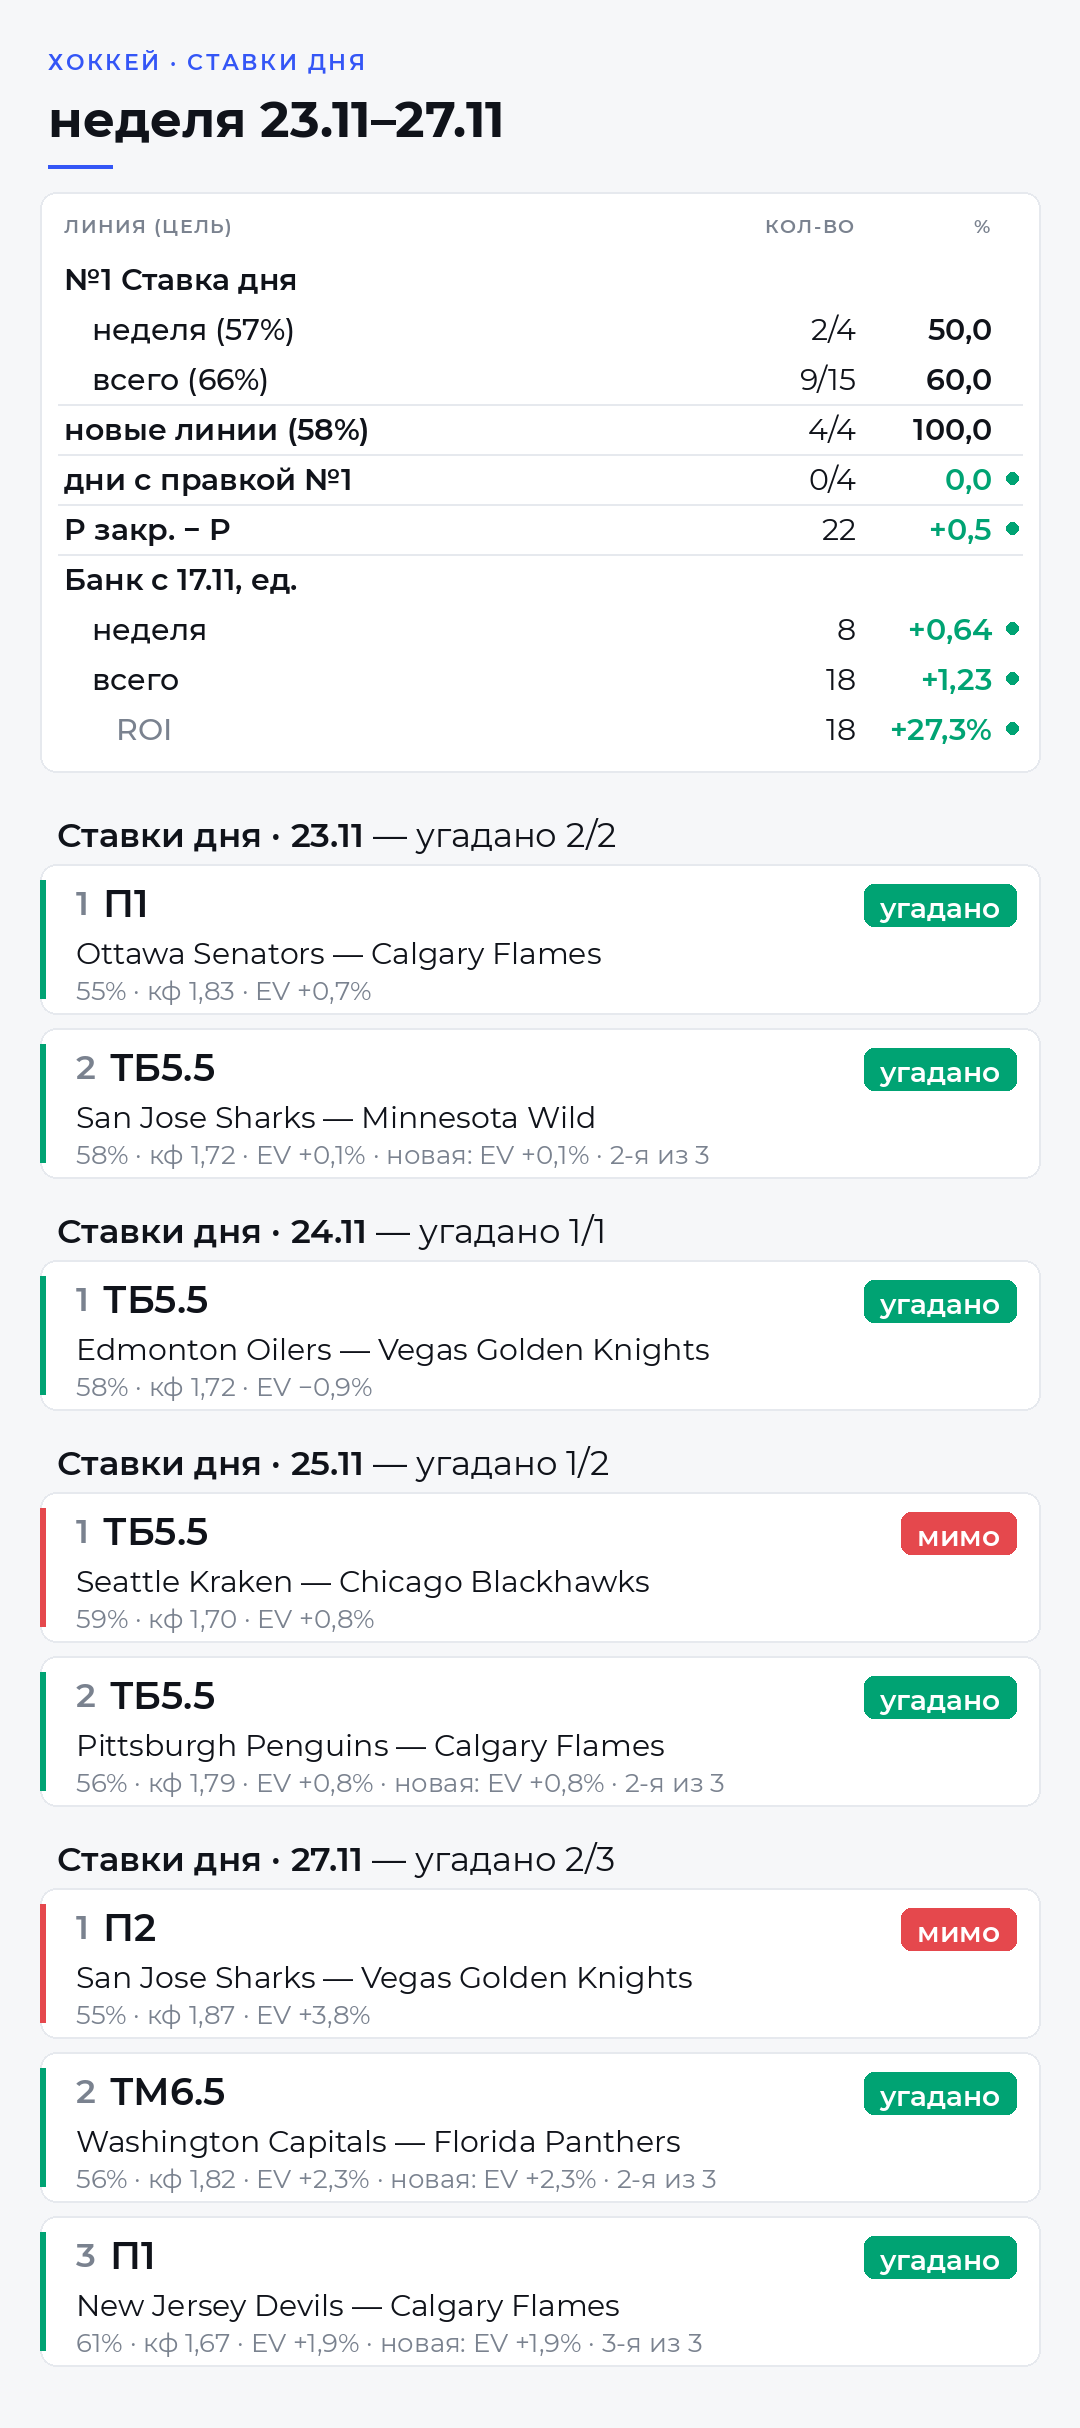 ХОККЕЙ · СТАВКИ ДНЯ
неделя 23.11–27.11
ЛИНИЯ (ЦЕЛЬ) КОЛ-ВО %
№1 Ставка дня
неделя (57%) 2/4 50,0
всего (66%) 9/15 60,0
новые линии (58%) 4/4 100,0
дни с правкой №1 0/4 0,0
Р закр. − Р 22 +0,5
Банк с 17.11, ед.
неделя 8 +0,64
всего 18 +1,23
ROI 18 +27,3%
Ставки дня · 23.11 — угадано 2/2
1 П1 угадано
Ottawa Senators — Calgary Flames
55% · кф 1,83 · EV +0,7%
2 ТБ5.5 угадано
San Jose Sharks — Minnesota Wild
58% · кф 1,72 · EV +0,1% · новая: EV +0,1% · 2-я из 3
Ставки дня · 24.11 — угадано 1/1
1 ТБ5.5 угадано
Edmonton Oilers — Vegas Golden Knights
58% · кф 1,72 · EV −0,9%
Ставки дня · 25.11 — угадано 1/2
1 ТБ5.5 мимо
Seattle Kraken — Chicago Blackhawks
59% · кф 1,70 · EV +0,8%
2 ТБ5.5 угадано
Pittsburgh Penguins — Calgary Flames
56% · кф 1,79 · EV +0,8% · новая: EV +0,8% · 2-я из 3
Ставки дня · 27.11 — угадано 2/3
1 П2 мимо
San Jose Sharks — Vegas Golden Knights
55% · кф 1,87 · EV +3,8%
2 ТМ6.5 угадано
Washington Capitals — Florida Panthers
56% · кф 1,82 · EV +2,3% · новая: EV +2,3% · 2-я из 3
3 П1 угадано
New Jersey Devils — Calgary Flames
61% · кф 1,67 · EV +1,9% · новая: EV +1,9% · 3-я из 3